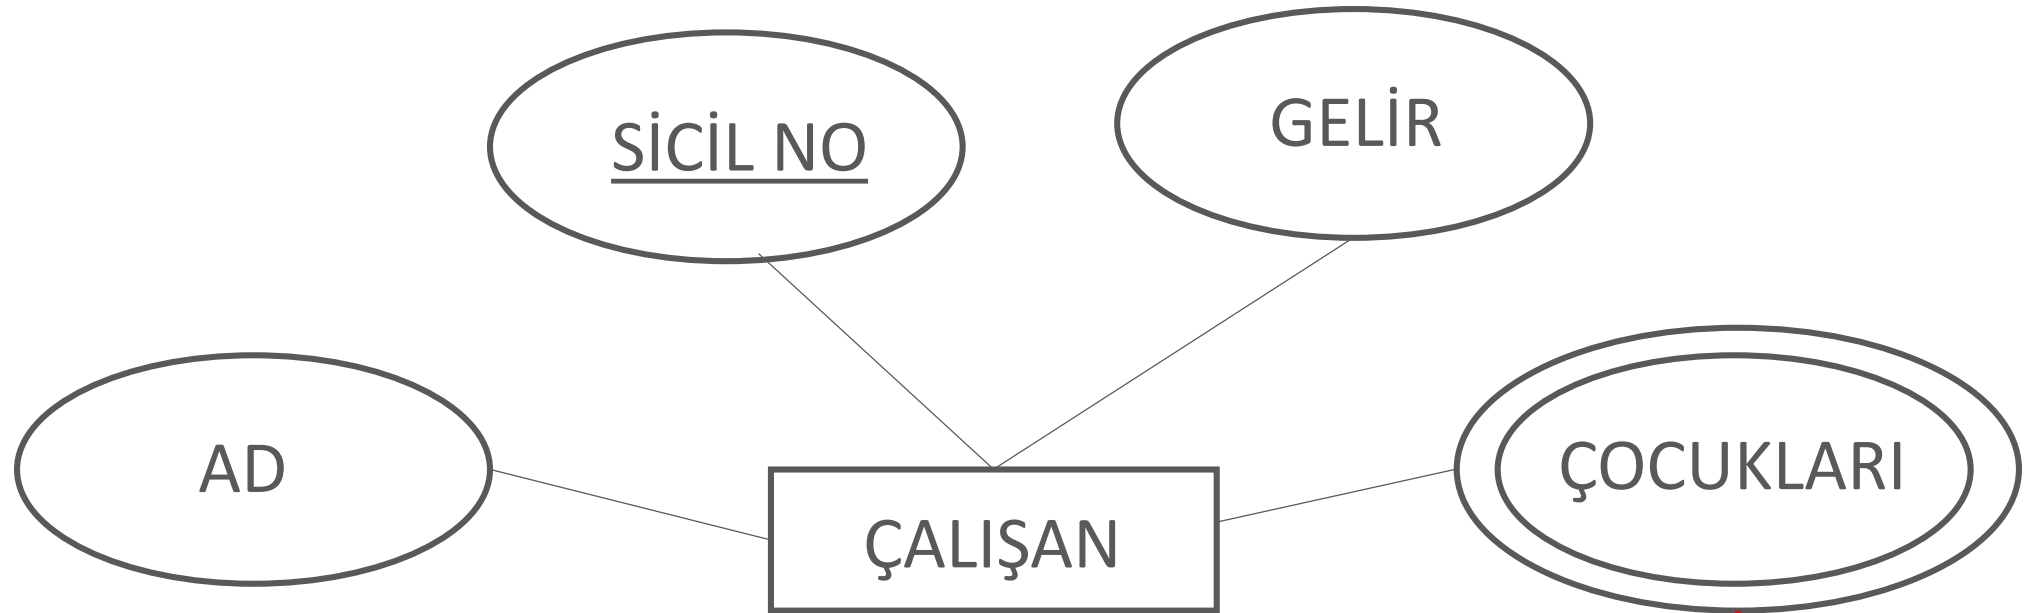 SİCİL NO
GELİR
AD
ÇOCUKLARI
ÇALIŞAN